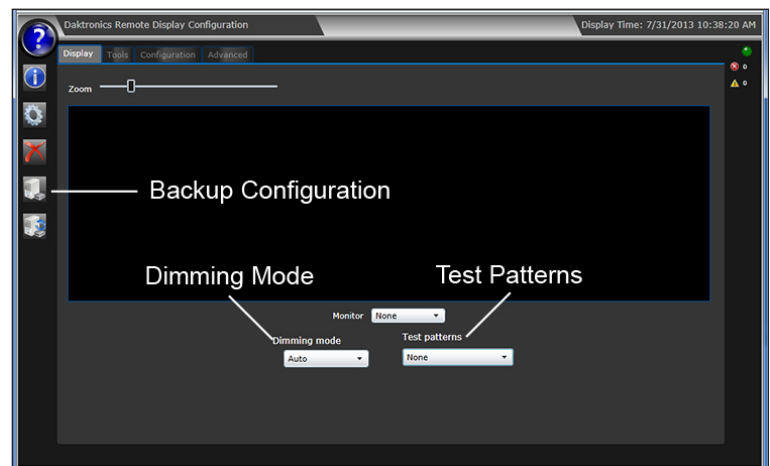 Daktronics Remote Display Configuration
Display Time: 7/31/2013 10:38:20 AM
?
Display Tools Configuration Advanced
i
0
Zoom
0
Backup Configuration
Dimming Mode
Test Patterns
Monitor None
Dimming mode
Test patterns
Auto
None